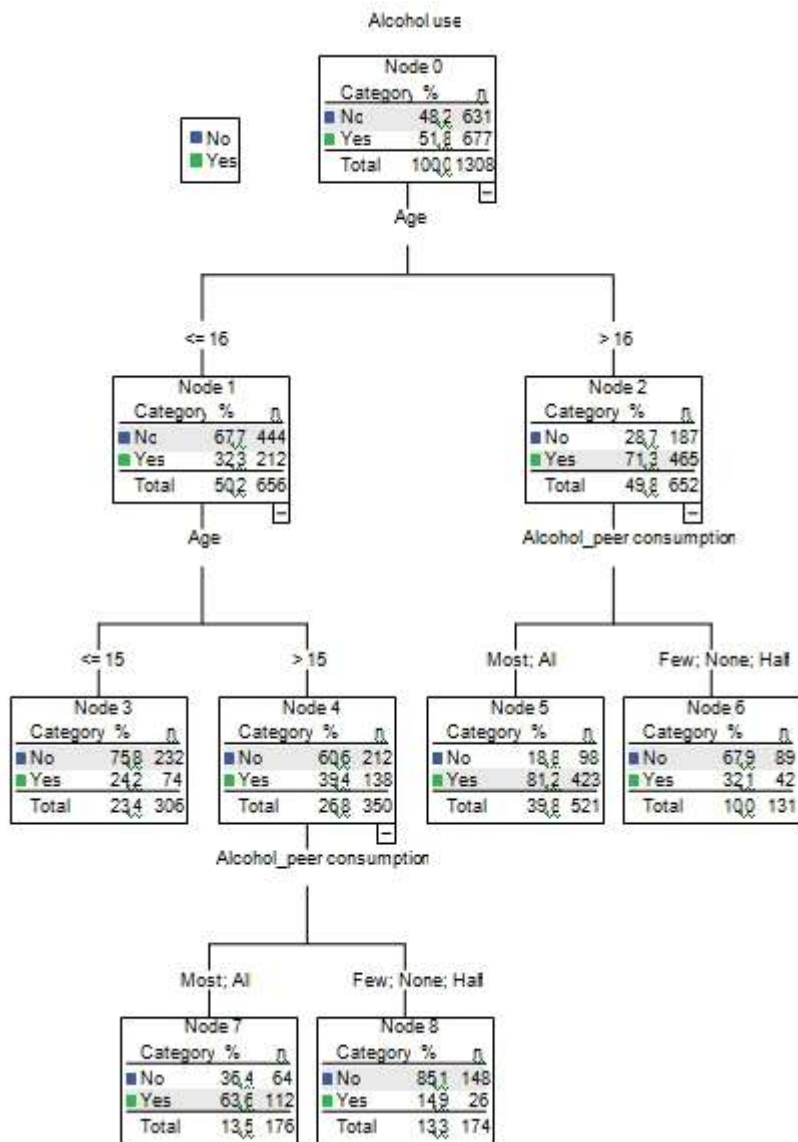 Alcohol use
Node 0
Category % n
No 48,2 631
Yes 51,8 677
Total 100,0 1308
No
Yes
Age
<= 16
> 16
Node 1
Category % n
No 67,7 444
Yes 32,3 212
Total 50,2 656
Node 2
Category % n
No 28,7 187
Yes 71,3 465
Total 49,8 652
Age
Alcohol_peer consumption
<= 15
> 15
Most; All
Few; None; Half
Node 3
Category % n
No 75,8 232
Yes 24,2 74
Total 23,4 306
Node 4
Category % n
No 60,6 212
Yes 39,4 138
Total 26,8 350
Node 5
Category % n
No 18,8 98
Yes 81,2 423
Total 39,8 521
Node 6
Category % n
No 67,9 89
Yes 32,1 42
Total 10,0 131
Alcohol_peer consumption
Most; All
Few; None; Half
Node 7
Category % n
No 36,4 64
Yes 63,6 112
Total 13,5 176
Node 8
Category % n
No 85,1 148
Yes 14,9 26
Total 13,3 174